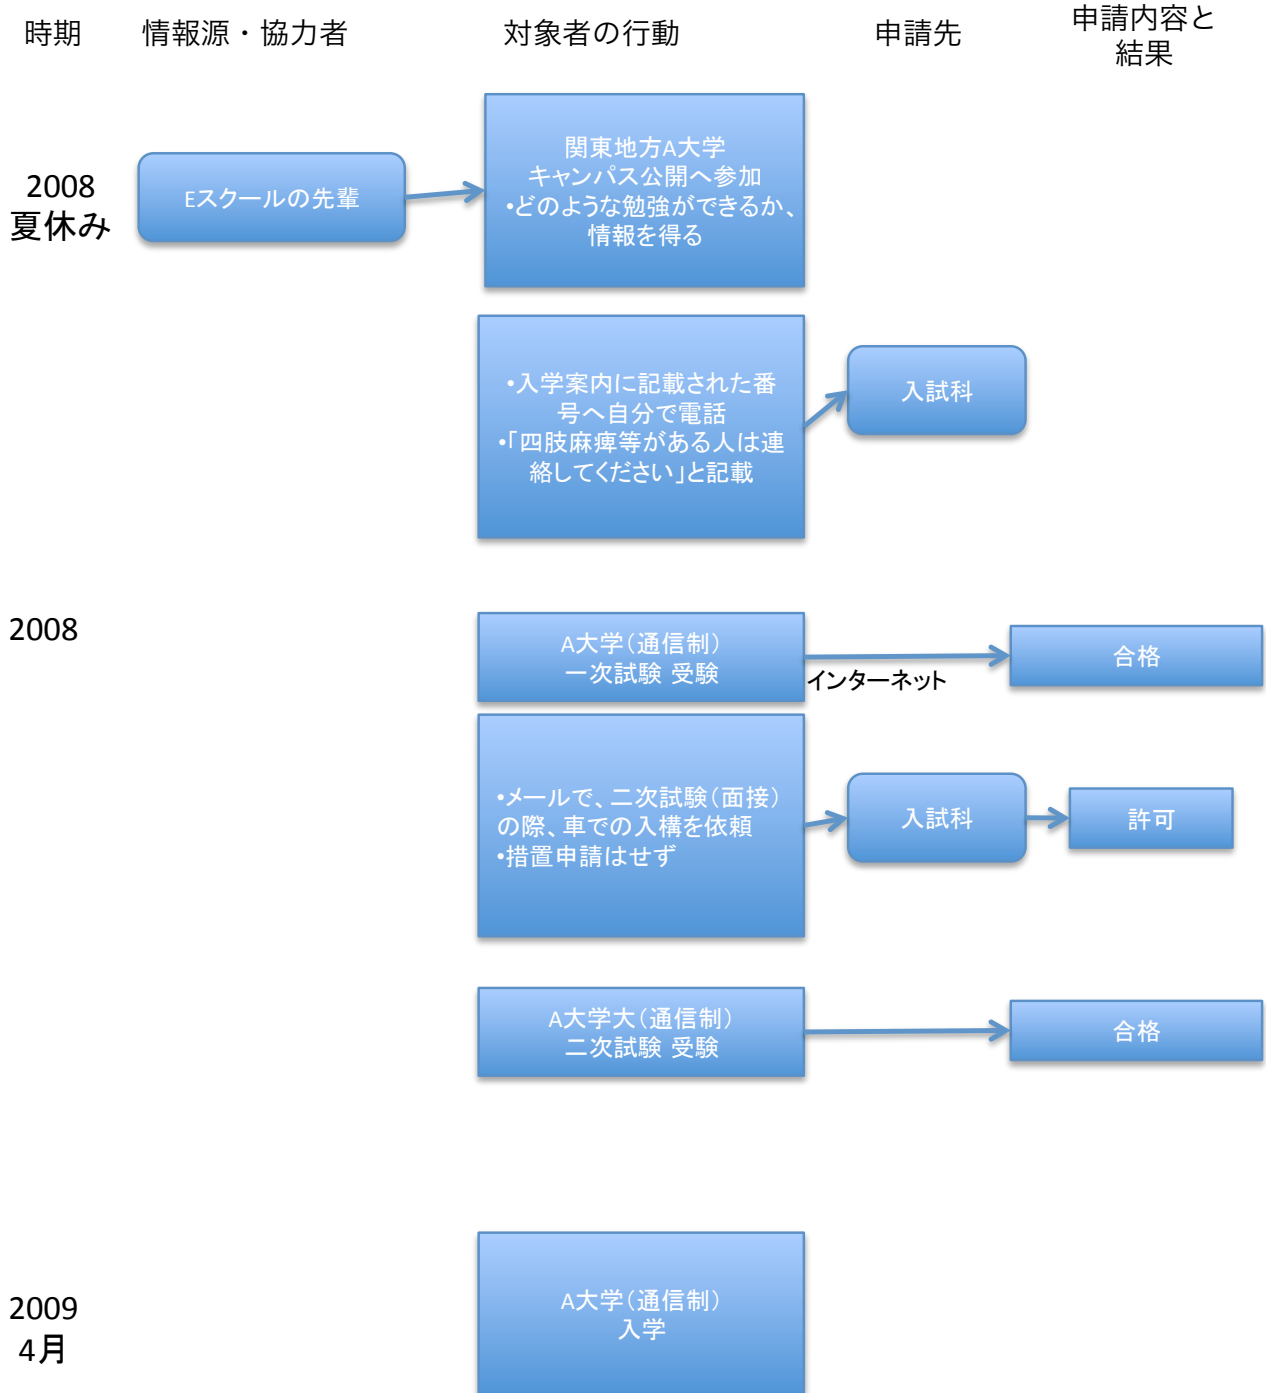 時期
情報源・協力者
対象者の行動
申請先
申請内容と
結果
2008
夏休み
Eスクールの先輩
関東地方A大学
キャンパス公開へ参加
•どのような勉強ができるか、
情報を得る
•入学案内に記載された番
号へ自分で電話
•「四肢麻痺等がある人は連
絡してください」と記載
入試科
2008
A大学（通信制）
一次試験 受験
インターネット
合格
•メールで、二次試験（面接）
の際、車での入構を依頼
•措置申請はせず
入試科
許可
A大学大（通信制）
二次試験 受験
合格
2009
4月
A大学（通信制）
入学